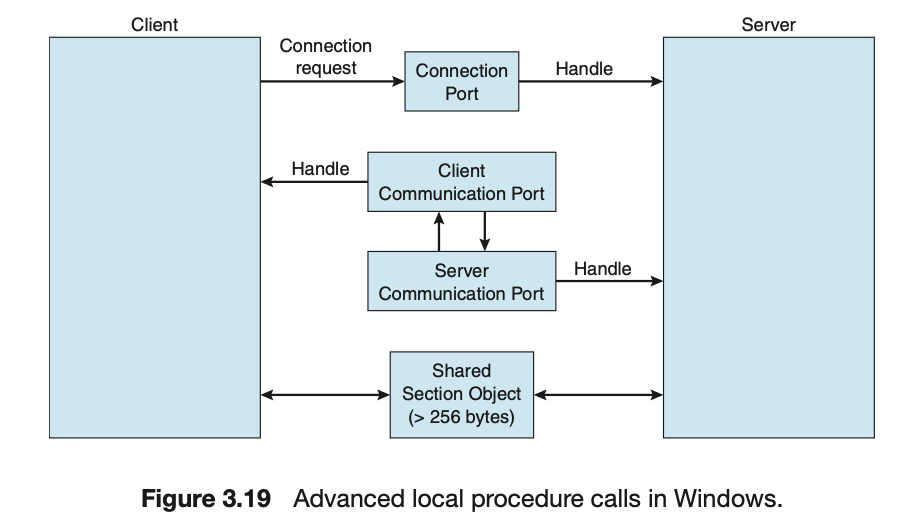 Client
Server
Connection
request
Connection
Port
Handle
Handle
Client
Communication Port
Server
Communication Port
Handle
Shared
Section Object
(> 256 bytes)
Figure 3.19 Advanced local procedure calls in Windows.